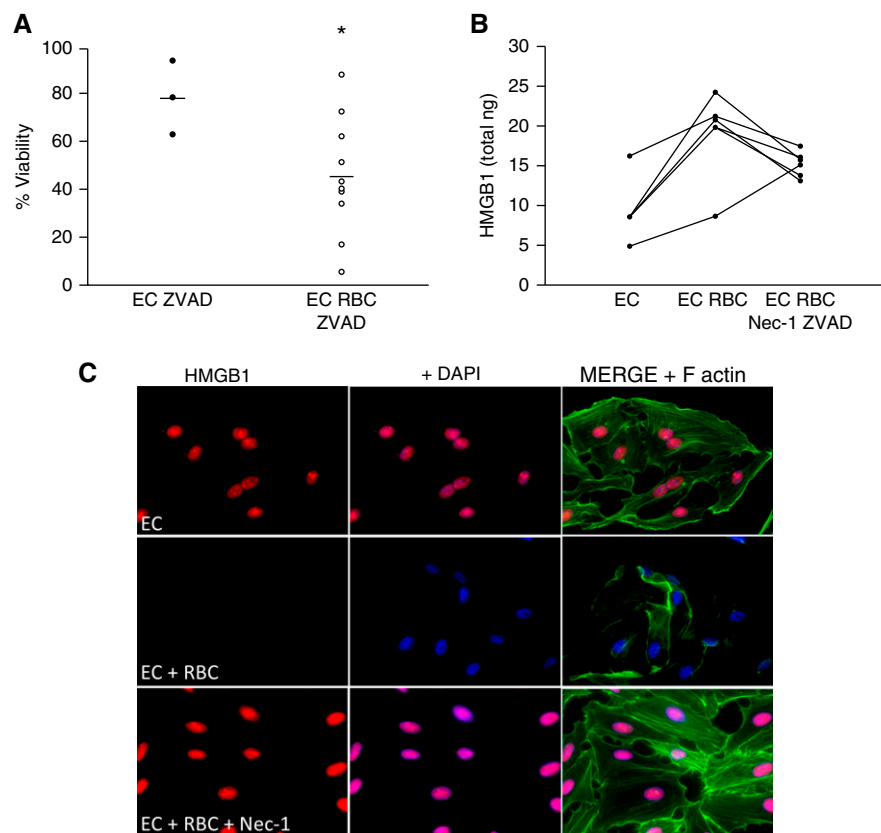 A
% Viability
100
80
60
40
20
0
*
EC ZVAD
EC RBC
ZVAD
B
HMGB1 (total ng)
30
25
20
15
10
5
0
EC
EC RBC
EC RBC
Nec-1 ZVAD
C
HMGB1
+ DAPI
MERGE + F actin
EC
EC + RBC
EC + RBC + Nec-1